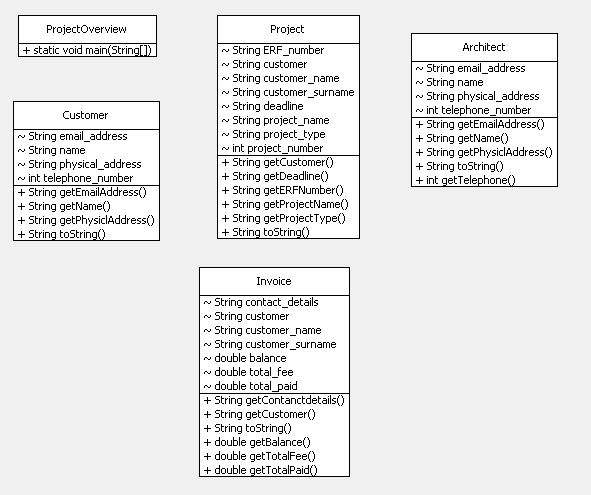 ProjectOverview
+ static void main(String[])
Customer
~ String email_address
~ String name
~ String physical_address
~ int telephone_number
+ String getEmailAddress()
+ String getName()
+ String getPhysiclAddress()
+ String toString()
Project
~ String ERF_number
~ String customer
~ String customer_name
~ String customer_surname
~ String deadline
~ String project_name
~ String project_type
~ int project_number
+ String getCustomer()
+ String getDeadline()
+ String getERFNumber()
+ String getProjectName()
+ String getProjectType()
+ String toString()
Architect
~ String email_address
~ String name
~ String physical_address
~ int telephone_number
+ String getEmailAddress()
+ String getName()
+ String getPhysiclAddress()
+ String toString()
+ int getTelephone()
Invoice
~ String contact_details
~ String customer
~ String customer_name
~ String customer_surname
~ double balance
~ double total_fee
~ double total_paid
+ String getContanctdetails()
+ String getCustomer()
+ String toString()
+ double getBalance()
+ double getTotalFee()
+ double getTotalPaid()